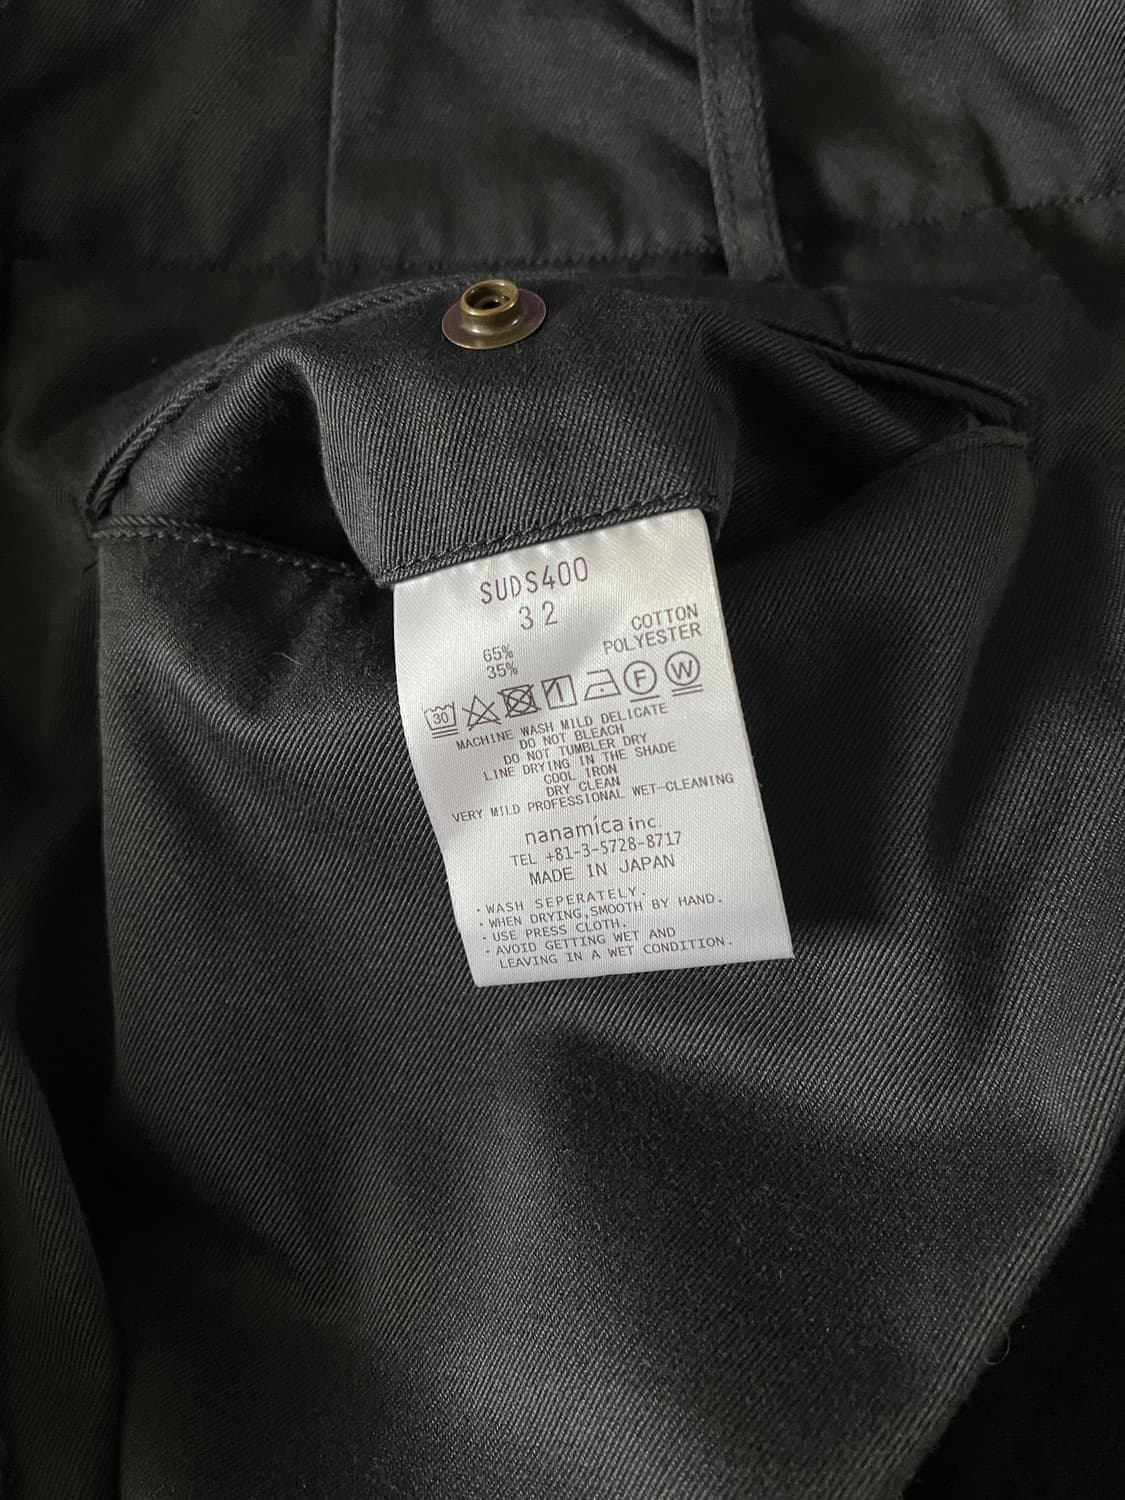 SUDS400
32
65% COTTON
35% POLYESTER
30 1 F W
MACHINE WASH MILD DELICATE
DO NOT BLEACH
DO NOT TUMBLER DRY
LINE DRYING IN THE SHADE
COOL IRON
DRY CLEAN
VERY MILD PROFESSIONAL WET-CLEANING
nanamica inc.
TEL +81-3-5728-8717
MADE IN JAPAN
・WASH SEPERATELY.
・WHEN DRYING,SMOOTH BY HAND.
・USE PRESS CLOTH.
・AVOID GETTING WET AND
LEAVING IN A WET CONDITION.